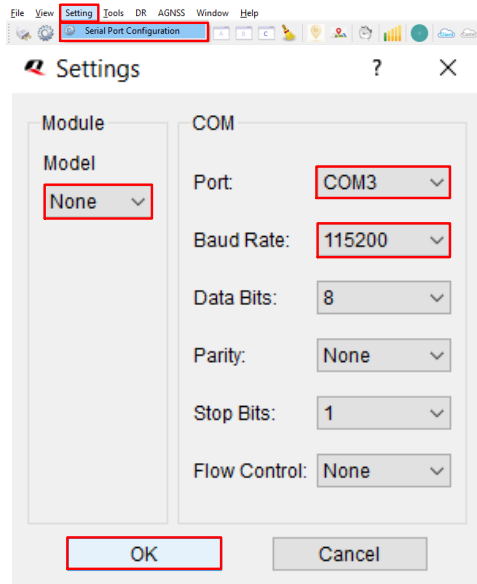 File View Setting Tools DR AGNSS Window Help
Serial Port Configuration
Settings ? ×
Module COM
Model
None
Port: COM3
Baud Rate: 115200
Data Bits: 8
Parity: None
Stop Bits: 1
Flow Control: None
OK Cancel